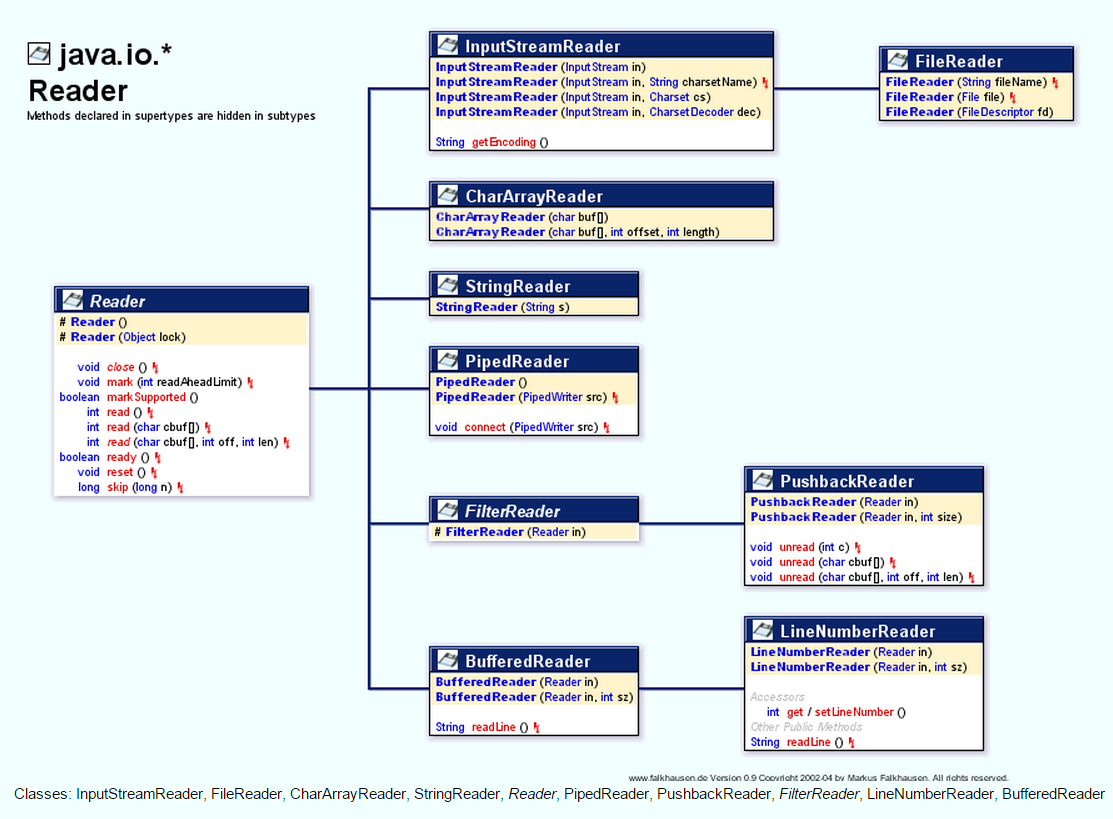 java.io.*
Reader
Methods declared in supertypes are hidden in subtypes
InputStreamReader
InputStreamReader (InputStream in)
InputStreamReader (InputStream in, String charsetName)
InputStreamReader (InputStream in, Charset cs)
InputStreamReader (InputStream in, CharsetDecoder dec)
String getEncoding ()
FileReader
FileReader (String fileName)
FileReader (File file)
FileReader (FileDescriptor fd)
CharArrayReader
CharArrayReader (char buf[])
CharArrayReader (char buf[], int offset, int length)
StringReader
StringReader (String s)
Reader
# Reader ()
# Reader (Object lock)
void close ()
void mark (int readAheadLimit)
boolean markSupported ()
int read ()
int read (char cbuf[])
int read (char cbuf[], int off, int len)
boolean ready ()
void reset ()
long skip (long n)
PipedReader
PipedReader ()
PipedReader (PipedWriter src)
void connect (PipedWriter src)
FilterReader
# FilterReader (Reader in)
PushbackReader
PushbackReader (Reader in)
PushbackReader (Reader in, int size)
void unread (int c)
void unread (char cbuf[])
void unread (char cbuf[], int off, int len)
BufferedReader
BufferedReader (Reader in)
BufferedReader (Reader in, int sz)
String readLine ()
LineNumberReader
LineNumberReader (Reader in)
LineNumberReader (Reader in, int sz)
Accessors
int get / setLineNumber ()
Other Public Methods
String readLine ()
www.falkhausen.de Version 0.9 Copyright 2002-04 by Markus Falkhausen. All rights reserved.
Classes: InputStreamReader, FileReader, CharArrayReader, StringReader, Reader, PipedReader, PushbackReader, FilterReader, LineNumberReader, BufferedReader